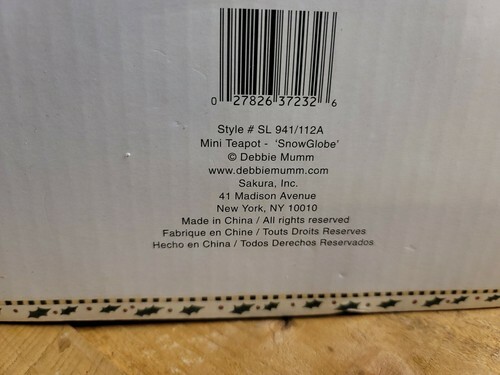 0 27826 37232 6
Style # SL 941/112A
Mini Teapot - 'SnowGlobe'
© Debbie Mumm
www.debbiemumm.com
Sakura, Inc.
41 Madison Avenue
New York, NY 10010
Made in China / All rights reserved
Fabrique en Chine / Touts Droits Reserves
Hecho en China / Todos Derechos Reservados